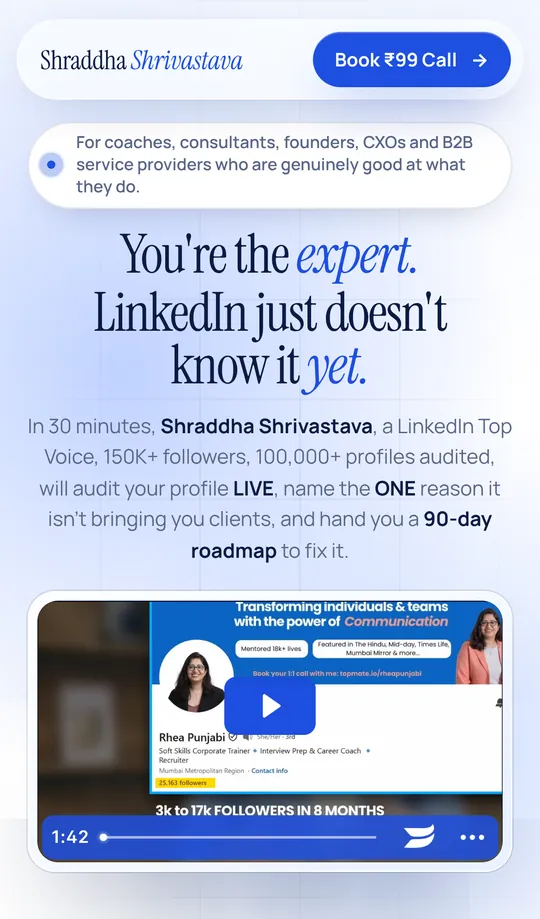 Shraddha Shrivastava
Book ₹99 Call →
For coaches, consultants, founders, CXOs and B2B
service providers who are genuinely good at what
they do.
You're the expert.
LinkedIn just doesn't
know it yet.
In 30 minutes, Shraddha Shrivastava, a LinkedIn Top
Voice, 150K+ followers, 100,000+ profiles audited,
will audit your profile LIVE, name the ONE reason it
isn't bringing you clients, and hand you a 90-day
roadmap to fix it.
Transforming individuals & teams
with the power of Communication
Mentored 18k+ lives
Featured in The Hindu, Mid-day, Times Life,
Mumbai Mirror & more...
Book your 1:1 call with me: topmate.io/rheapunjabi
Rhea Punjabi
She/Her · 3rd
Soft Skills Corporate Trainer ✦ Interview Prep & Career Coach ✦
Recruiter
Mumbai Metropolitan Region · Contact info
25,163 followers
3k to 17k FOLLOWERS IN 8 MONTHS
1:42